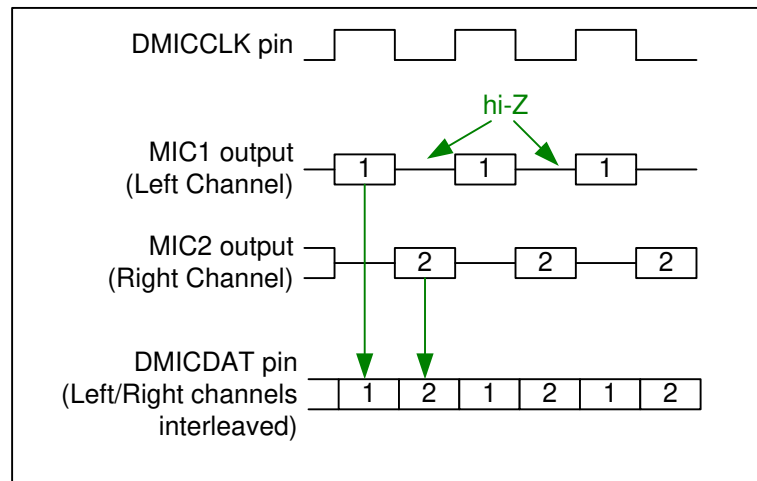 DMICCLK pin
hi-Z
MIC1 output
(Left Channel)
1 1 1
MIC2 output
(Right Channel)
2 2 2
DMICDAT pin
(Left/Right channels
interleaved)
1 2 1 2 1 2